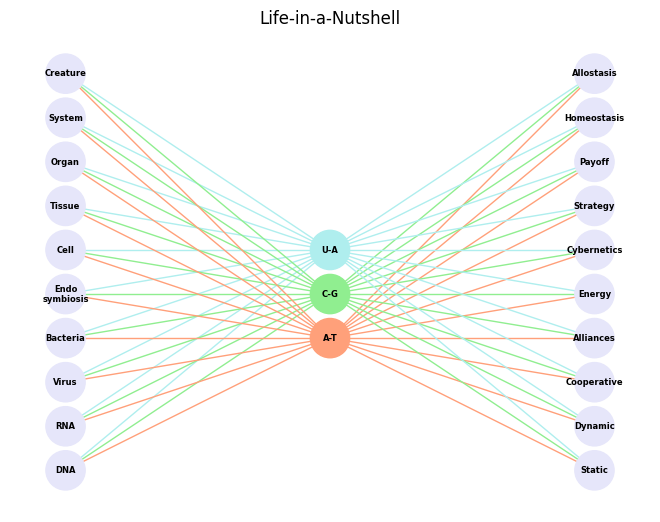 Life-in-a-Nutshell
Creature
System
Organ
Tissue
Cell
Endo
symbiosis
Bacteria
Virus
RNA
DNA
U-A
C-G
A-T
Allostasis
Homeostasis
Payoff
Strategy
Cybernetics
Energy
Alliances
Cooperative
Dynamic
Static